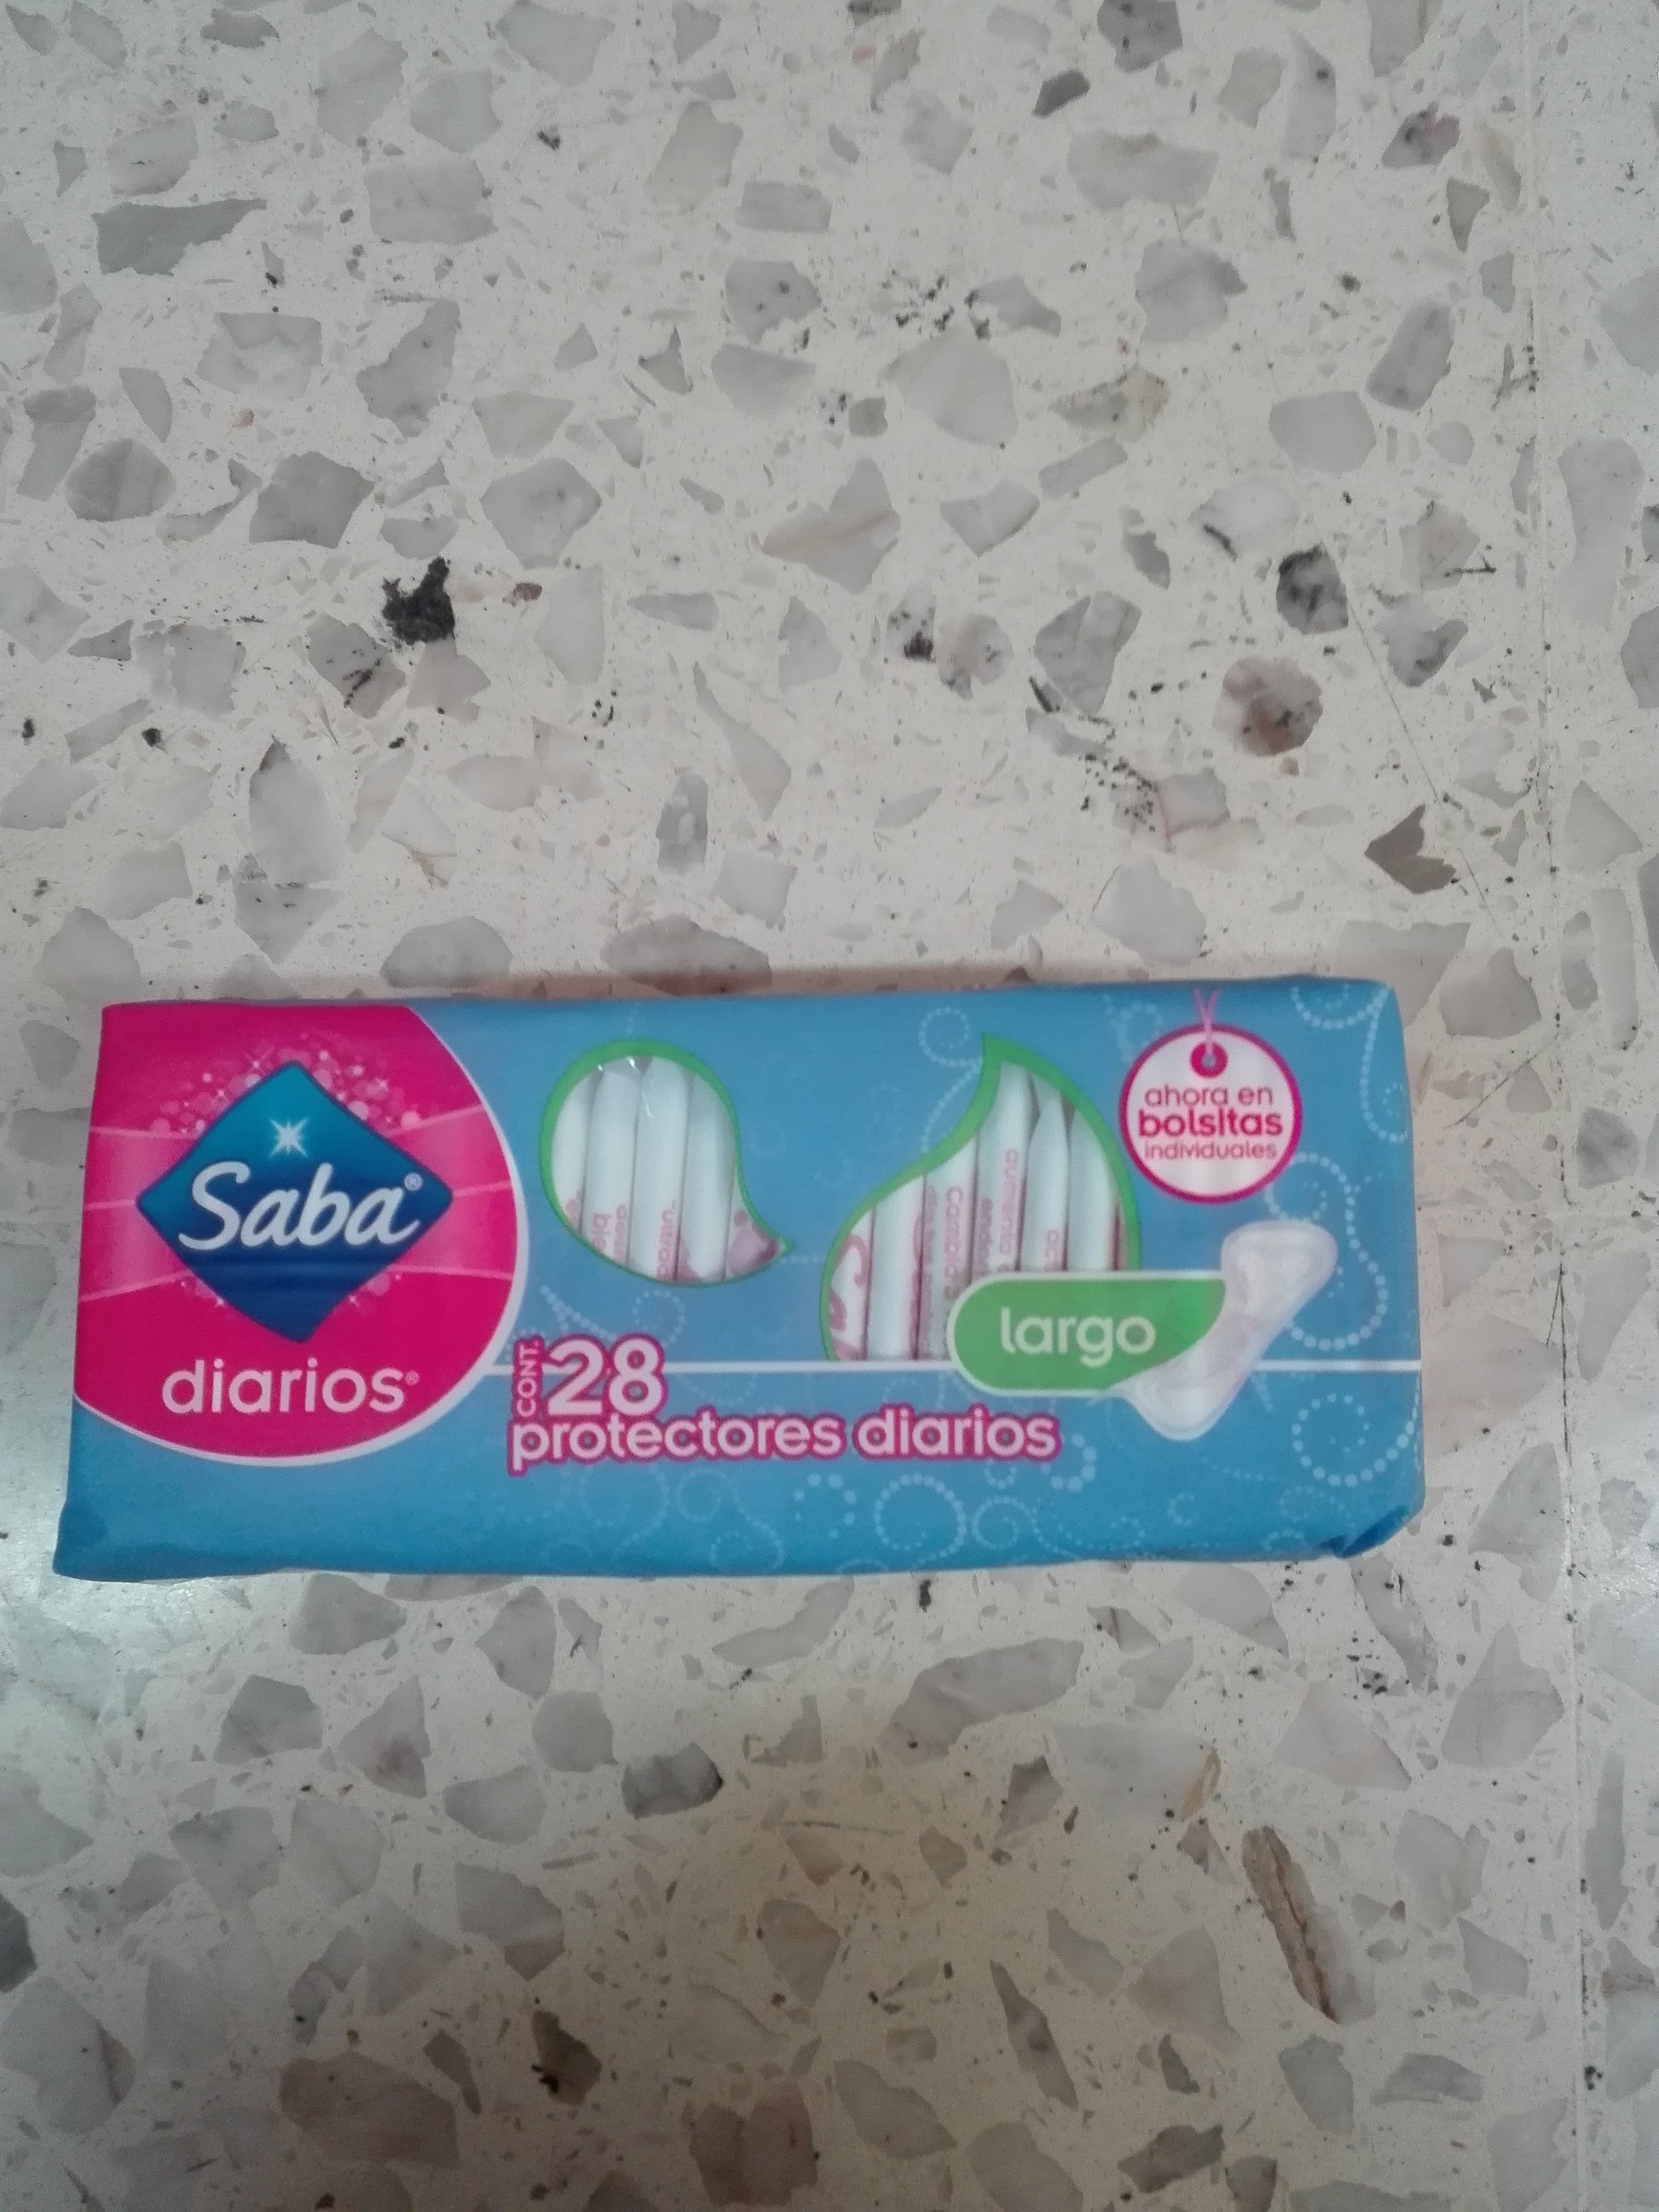 Saba®
diarios®
CONT.
28
protectores diarios
largo
ahora en
bolsitas
individuales